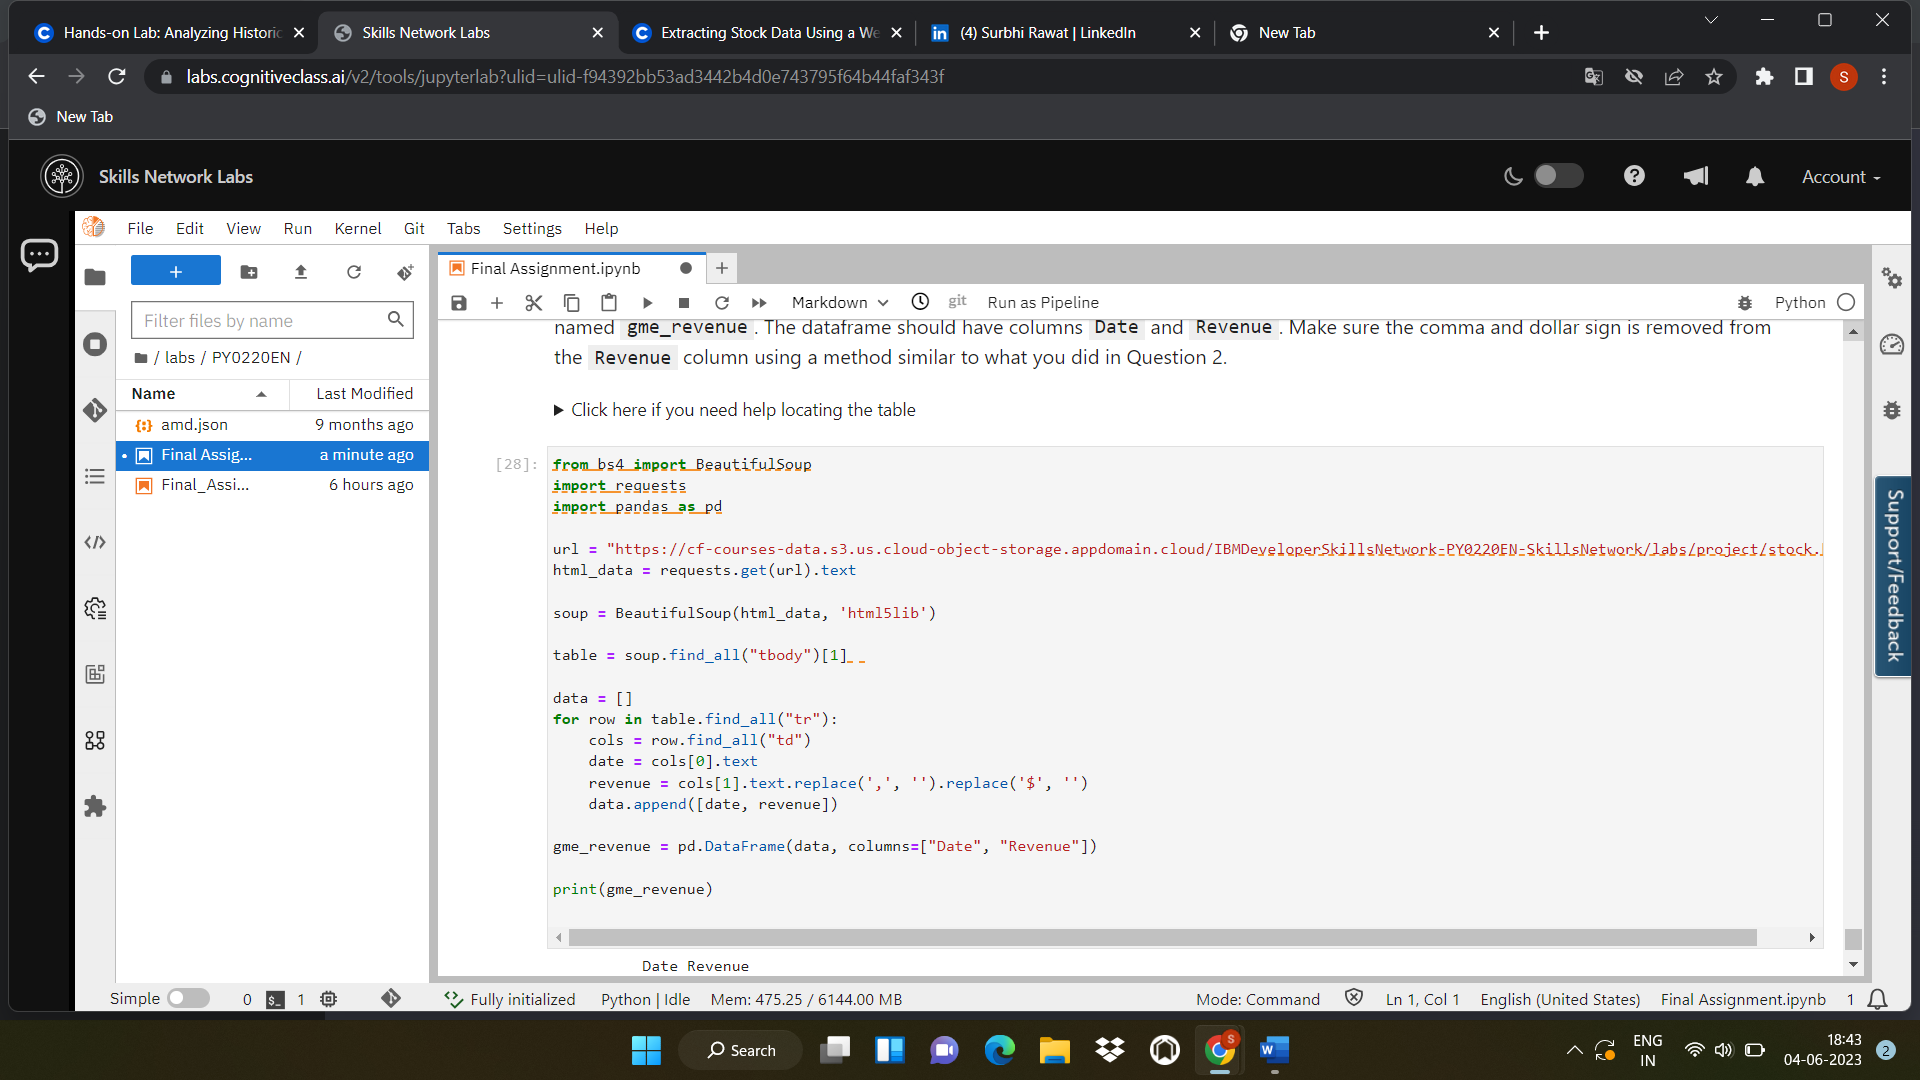 Hands-on Lab: Analyzing Historic
Skills Network Labs
Extracting Stock Data Using a We
(4) Surbhi Rawat | LinkedIn
New Tab
labs.cognitiveclass.ai/v2/tools/jupyterlab?ulid=ulid-f94392bb53ad3442b4d0e743795f64b44faf343f
S
New Tab
Skills Network Labs
Account
File Edit View Run Kernel Git Tabs Settings Help
Final Assignment.ipynb
Filter files by name
Markdown
git
Run as Pipeline
Python
/ labs / PY0220EN /
Name
Last Modified
amd.json 9 months ago
Final Assig... a minute ago
Final_Assi... 6 hours ago
named gme_revenue. The dataframe should have columns Date and Revenue. Make sure the comma and dollar sign is removed from
the Revenue column using a method similar to what you did in Question 2.
Click here if you need help locating the table
[28]:
from bs4 import BeautifulSoup
import requests
import pandas as pd
url = "https://cf-courses-data.s3.us.cloud-object-storage.appdomain.cloud/IBMDeveloperSkillsNetwork-PY0220EN-SkillsNetwork/labs/project/stock.
html_data = requests.get(url).text
soup = BeautifulSoup(html_data, 'html5lib')
table = soup.find_all("tbody")[1]
data = []
for row in table.find_all("tr"):
    cols = row.find_all("td")
    date = cols[0].text
    revenue = cols[1].text.replace(',', '').replace('$', '')
    data.append([date, revenue])
gme_revenue = pd.DataFrame(data, columns=["Date", "Revenue"])
print(gme_revenue)
Date Revenue
Support/Feedback
Simple 0 $_ 1
Fully initialized
Python | Idle
Mem: 475.25 / 6144.00 MB
Mode: Command
Ln 1, Col 1
English (United States)
Final Assignment.ipynb
1
Search
S
W
ENG
IN
18:43
04-06-2023
2